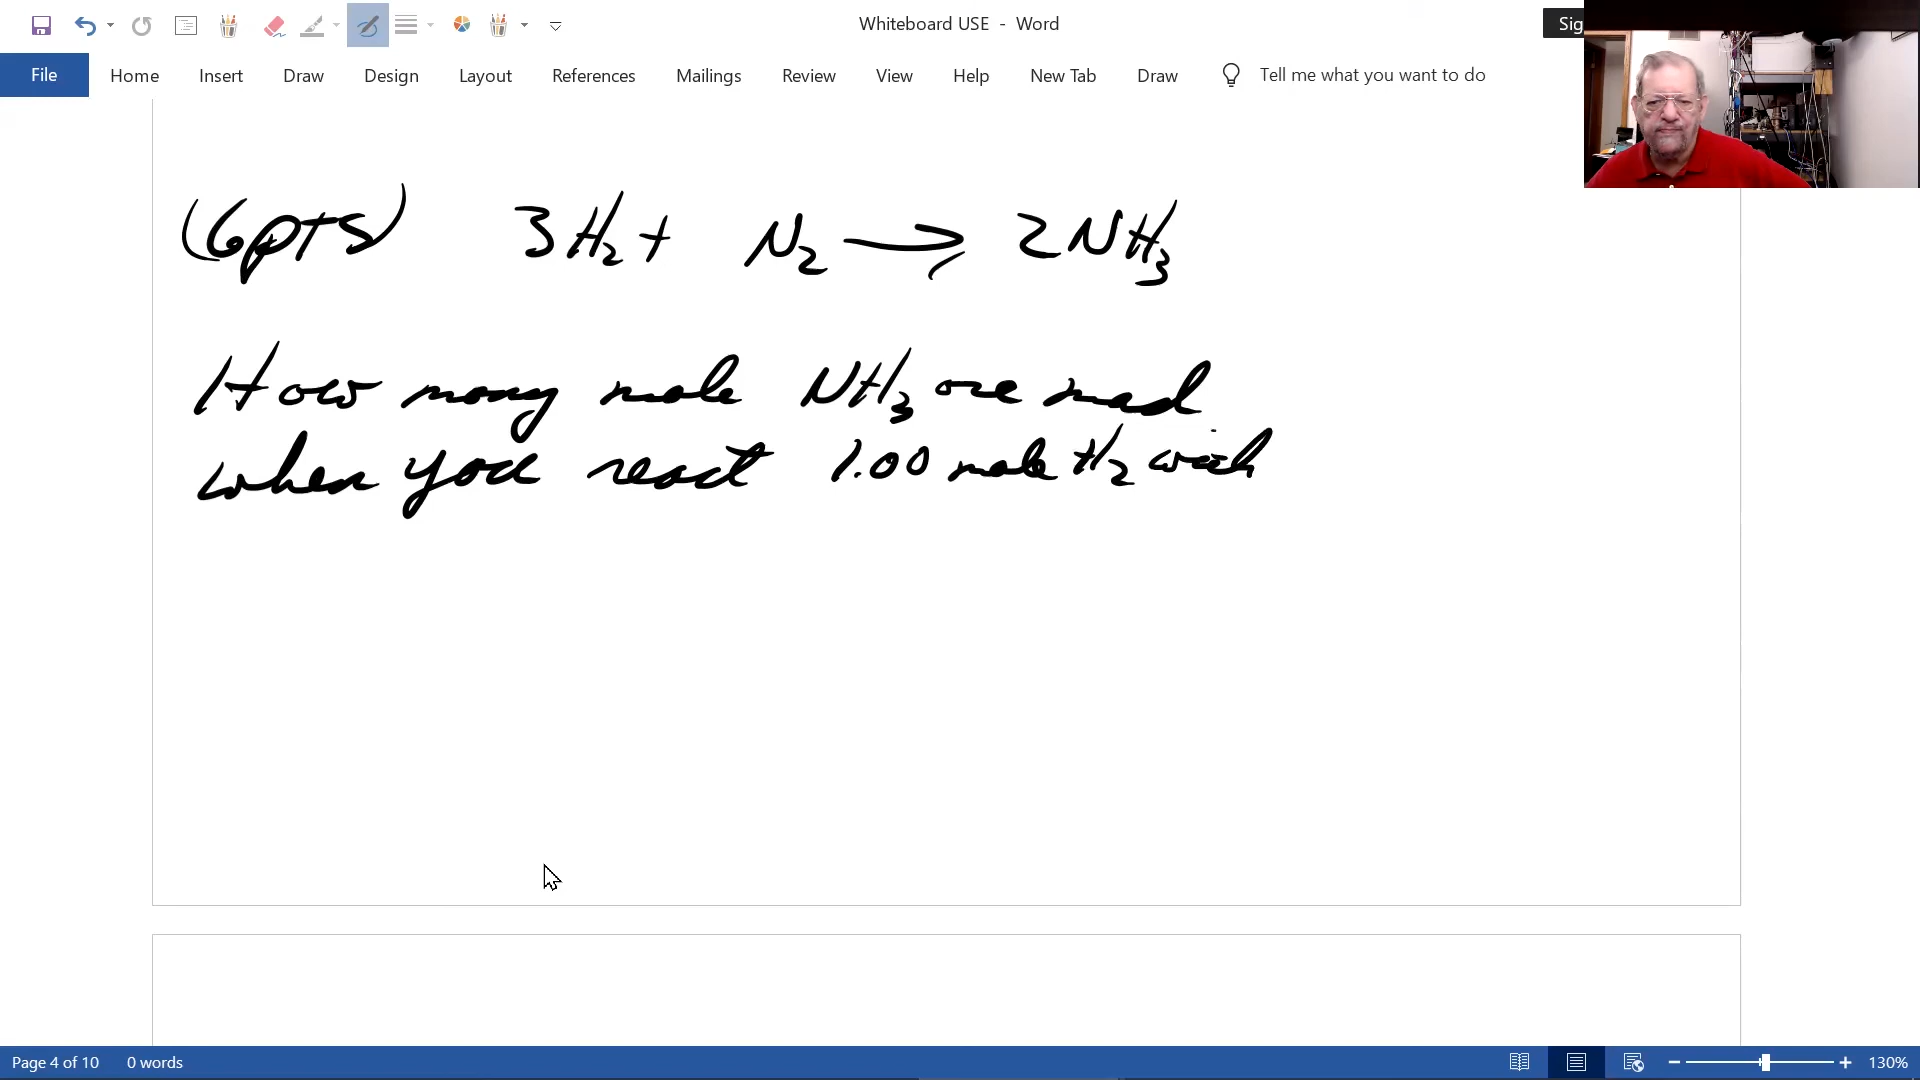 Whiteboard USE - Word
Sig
File Home Insert Draw Design Layout References Mailings Review View Help New Tab Draw Tell me what you want to do
(6pts) 3H₂ + N₂ → 2NH₃
How many mole NH₃ are mad
when you react 1.00 mole H₂ with
Page 4 of 10 0 words 130%